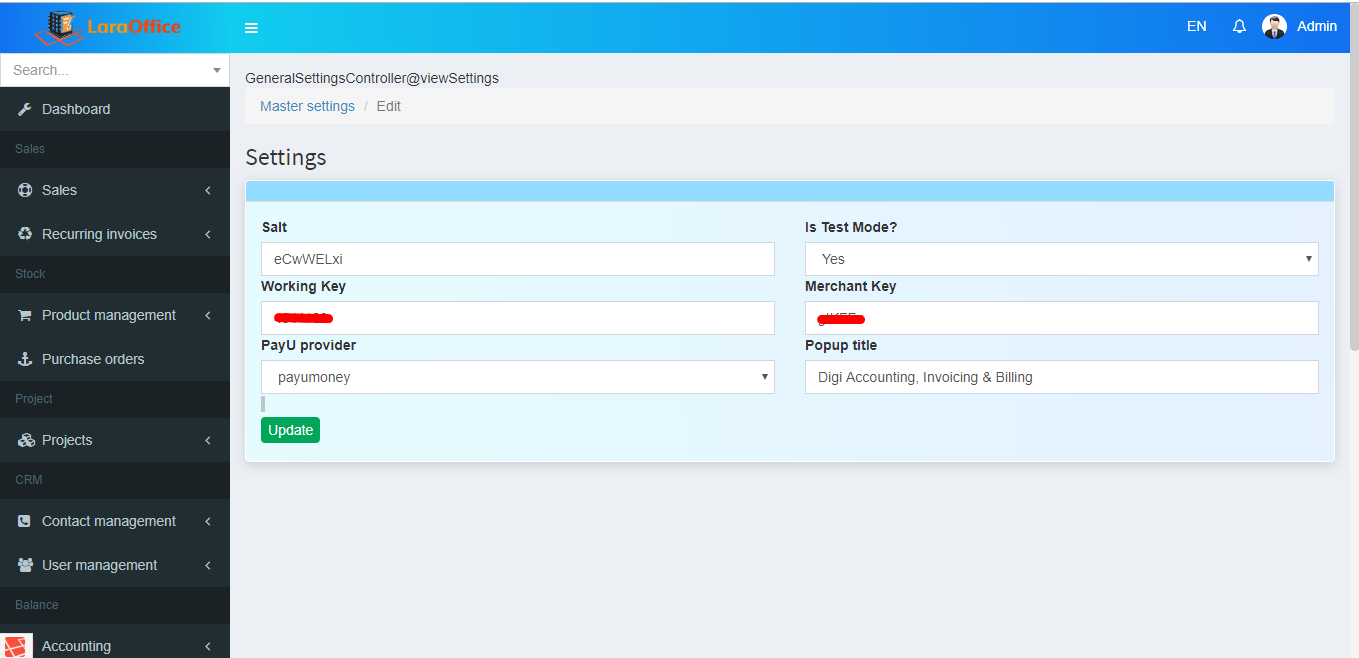 LaraOffice
EN
Admin
Search...
GeneralSettingsController@viewSettings
Dashboard
Master settings / Edit
Sales
Settings
Sales
Recurring invoices
Salt
Is Test Mode?
eCwWELxi
Yes
Stock
Working Key
Merchant Key
Product management
PayU provider
Popup title
Purchase orders
payumoney
Digi Accounting, Invoicing & Billing
Project
Update
Projects
CRM
Contact management
User management
Balance
Accounting